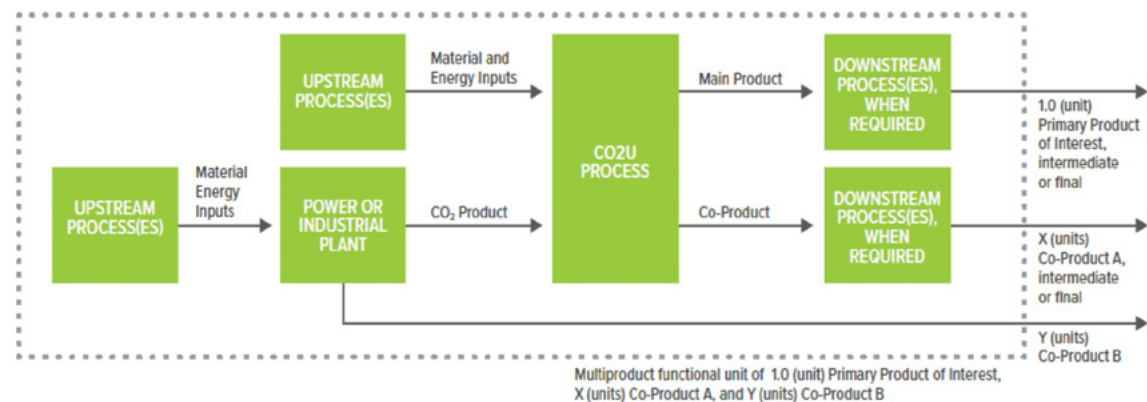 UPSTREAM
PROCESS(ES)
Material and
Energy Inputs
CO2U
PROCESS
Main Product
DOWNSTREAM
PROCESS(ES),
WHEN
REQUIRED
1.0 (unit)
Primary Product
of Interest,
intermediate
or final
UPSTREAM
PROCESS(ES)
Material
Energy
Inputs
POWER OR
INDUSTRIAL
PLANT
CO₂ Product
Co-Product
DOWNSTREAM
PROCESS(ES),
WHEN
REQUIRED
X (units)
Co-Product A,
intermediate
or final
Y (units)
Co-Product B
Multiproduct functional unit of 1.0 (unit) Primary Product of Interest,
X (units) Co-Product A, and Y (units) Co-Product B